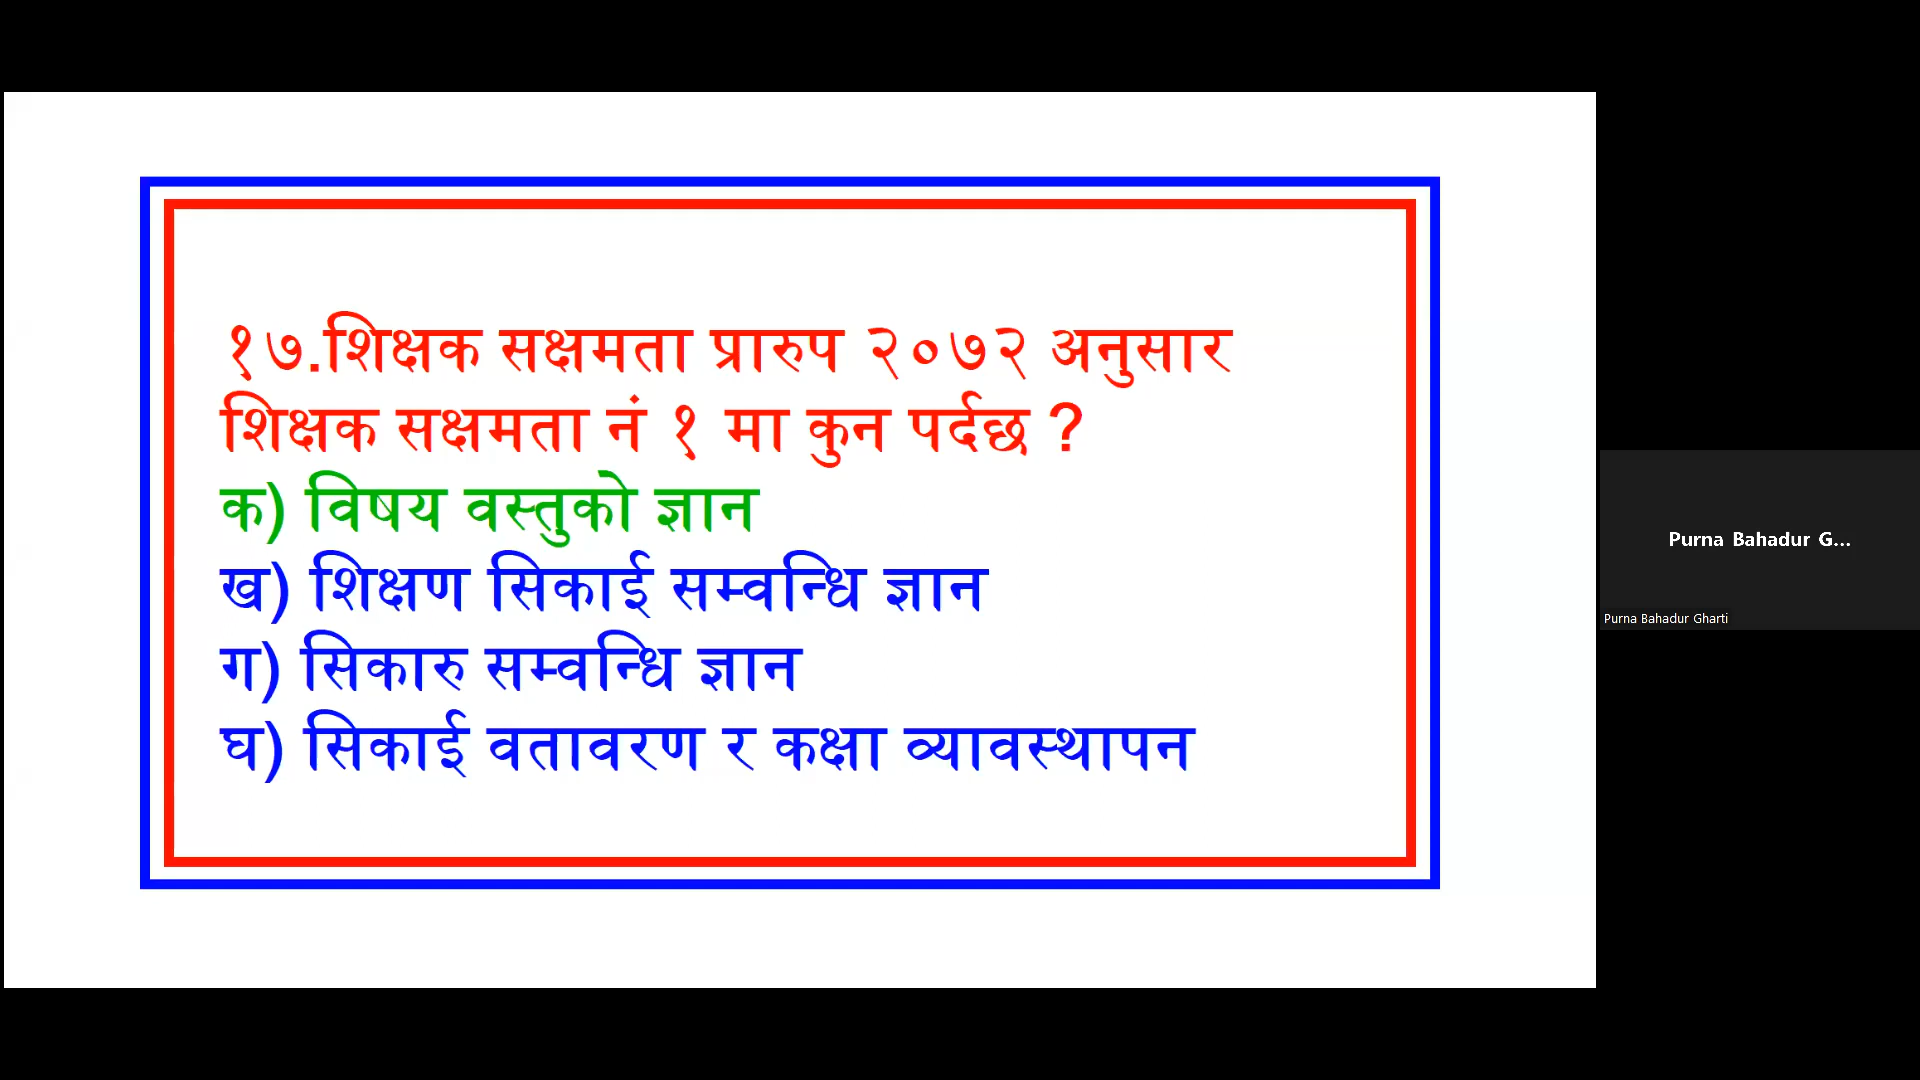 १७.शिक्षक सक्षमता प्रारुप २०७२ अनुसार
शिक्षक सक्षमता नं १ मा कुन पर्दछ ?
क) विषय वस्तुको ज्ञान
ख) शिक्षण सिकाई सम्वन्धि ज्ञान
ग) सिकारु सम्वन्धि ज्ञान
घ) सिकाई वतावरण र कक्षा व्यावस्थापन
Purna Bahadur G...
Purna Bahadur Gharti